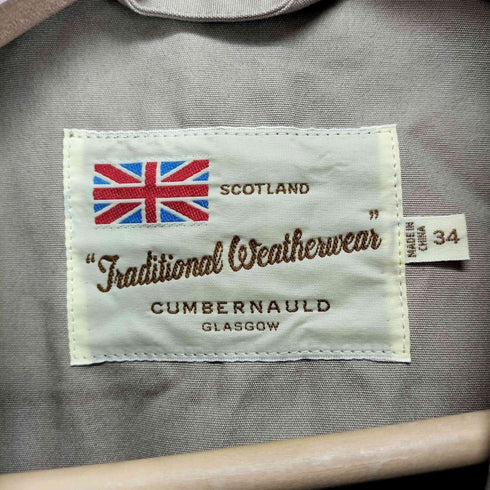 SCOTLAND
"Traditional Weatherwear"
CUMBERNAULD
GLASGOW
MADE IN
CHINA
34